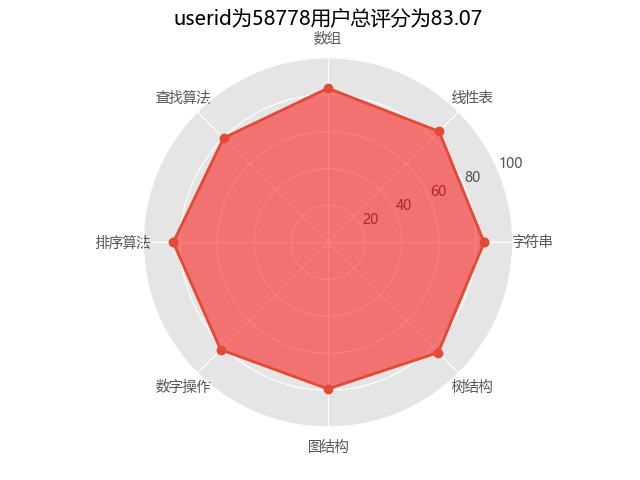 userid为58778用户总评分为83.07
数组
查找算法
线性表
100
80
60
40
20
排序算法
字符串
数字操作
树结构
图结构